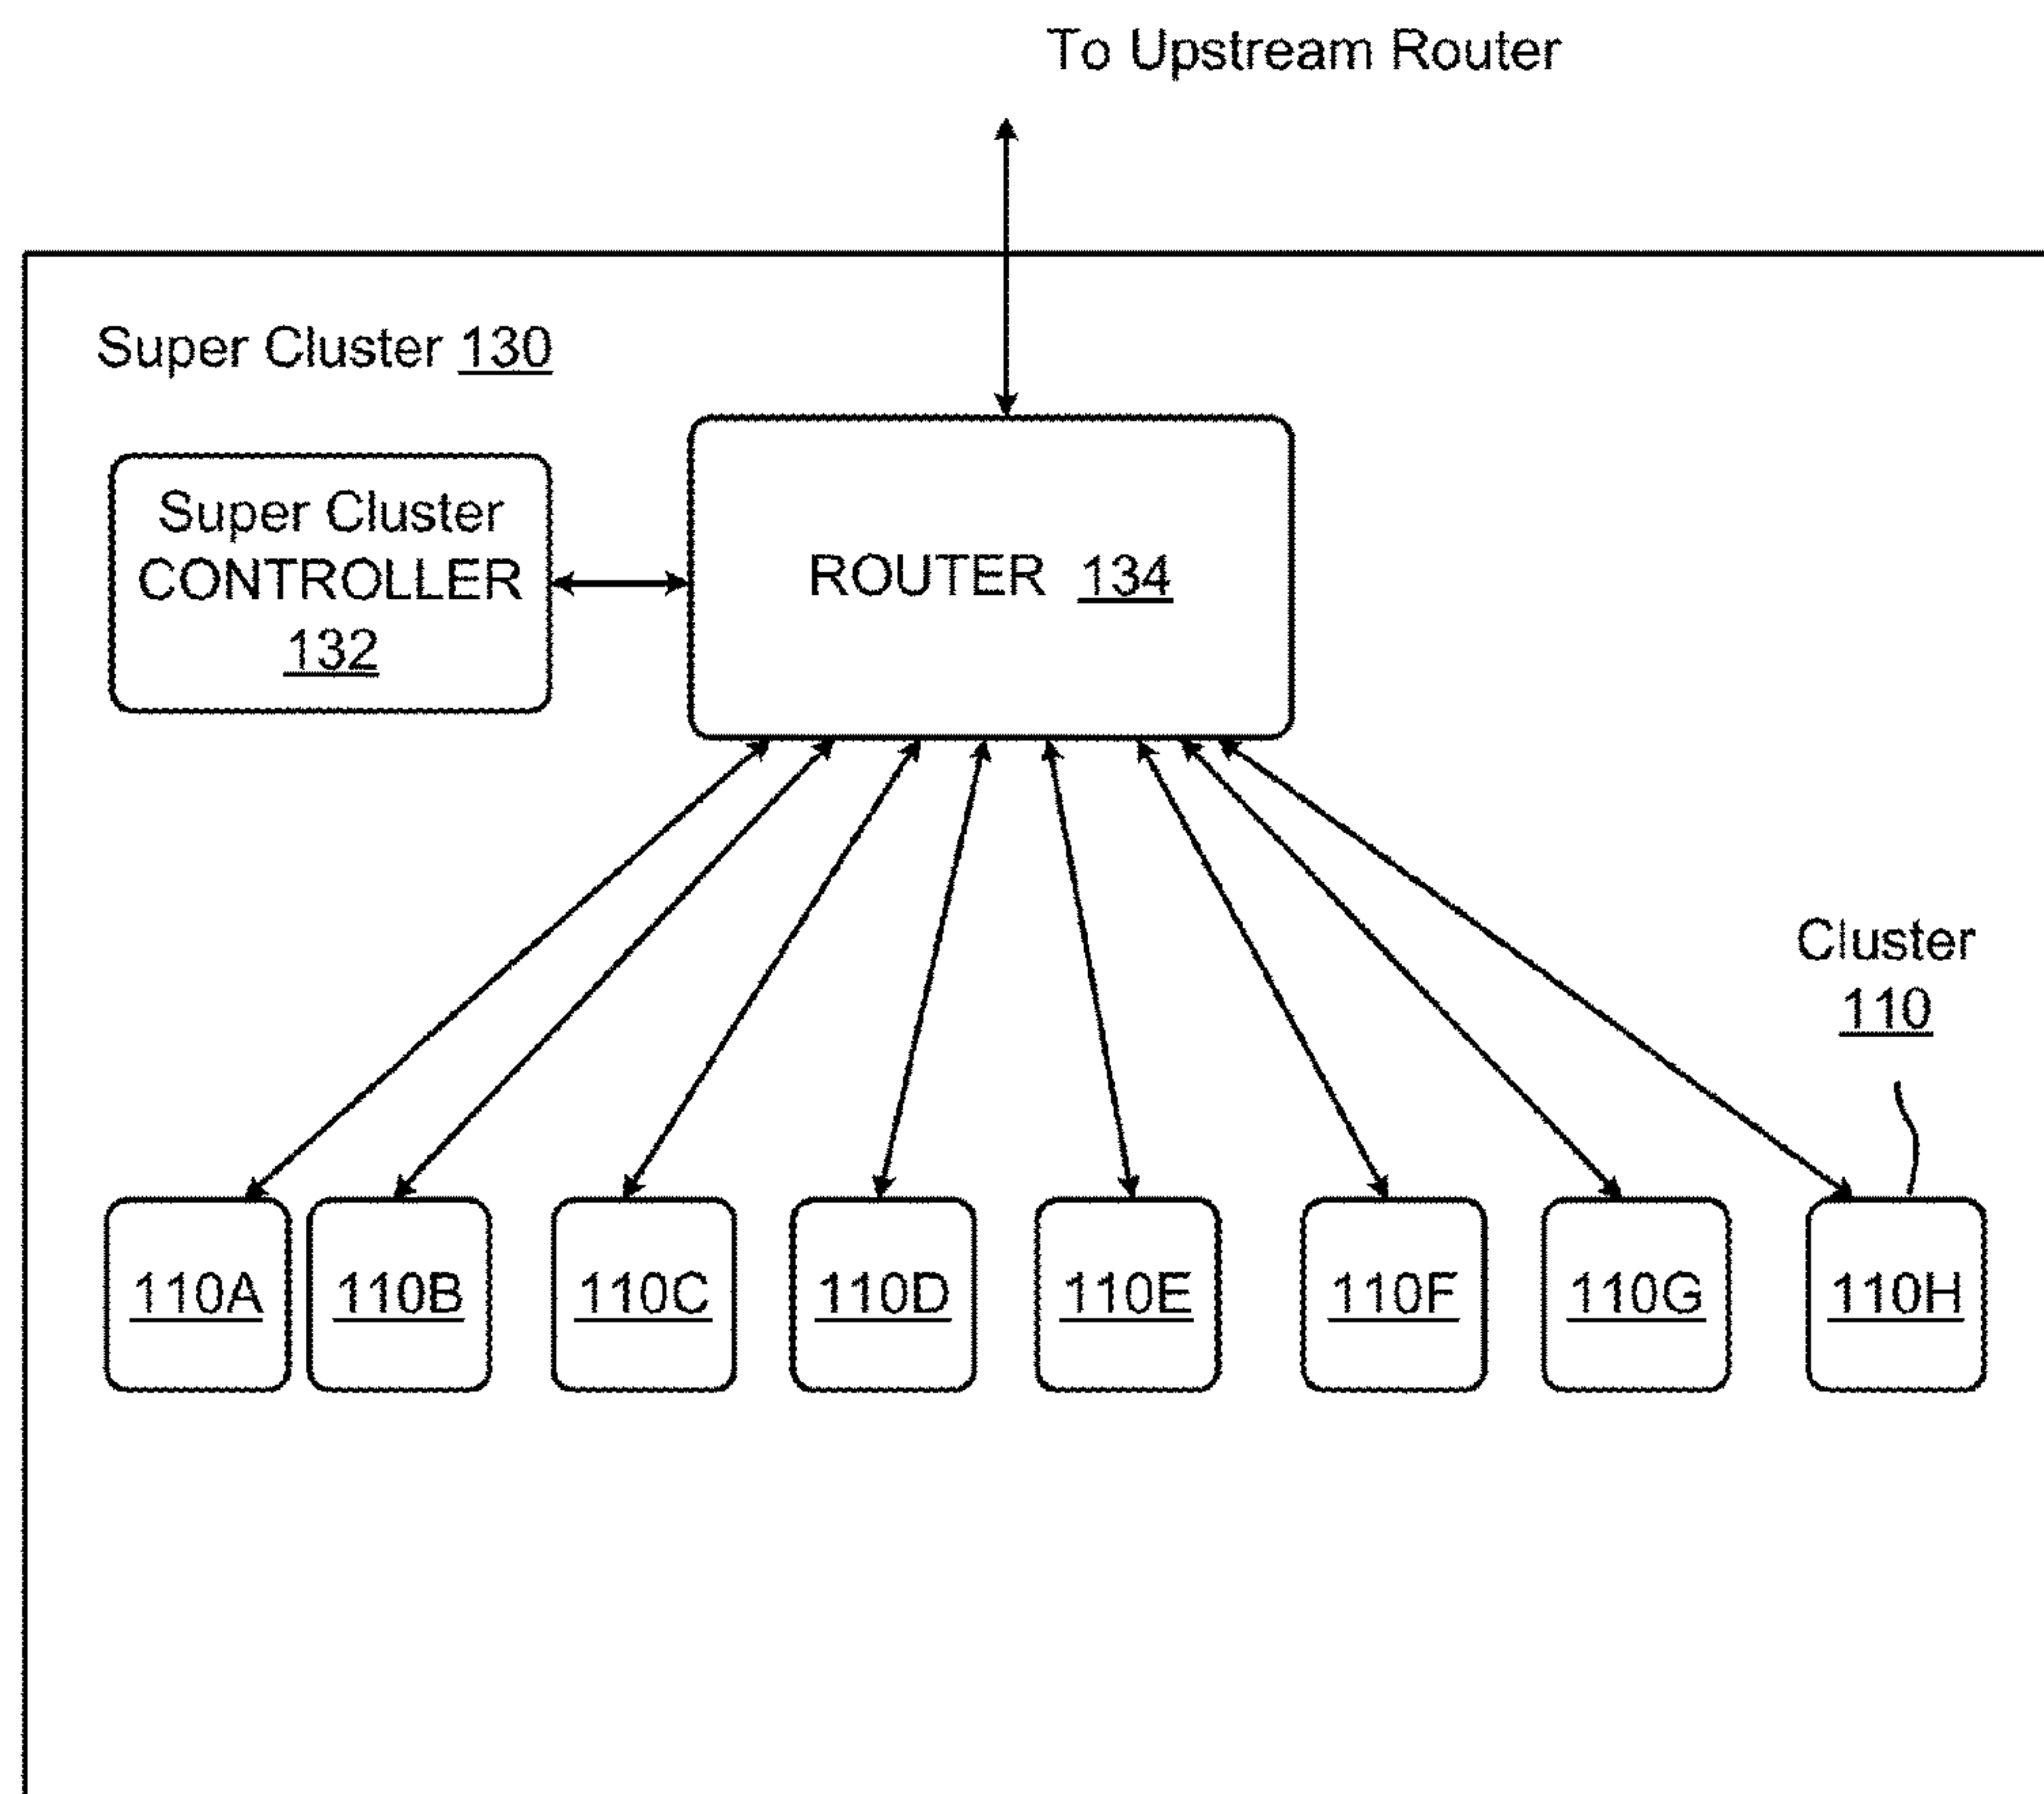 To Upstream Router
Super Cluster 130
Super Cluster
CONTROLLER
132
ROUTER 134
Cluster
110
110A
110B
110C
110D
110E
110F
110G
110H